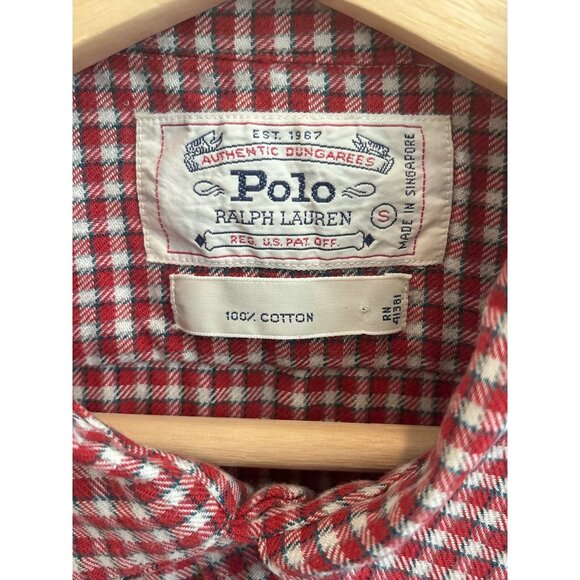 EST. 1967
AUTHENTIC DUNGAREES
Polo
RALPH LAUREN
S
REG. U.S. PAT. OFF.
MADE IN SINGAPORE
100% COTTON
RN
41381